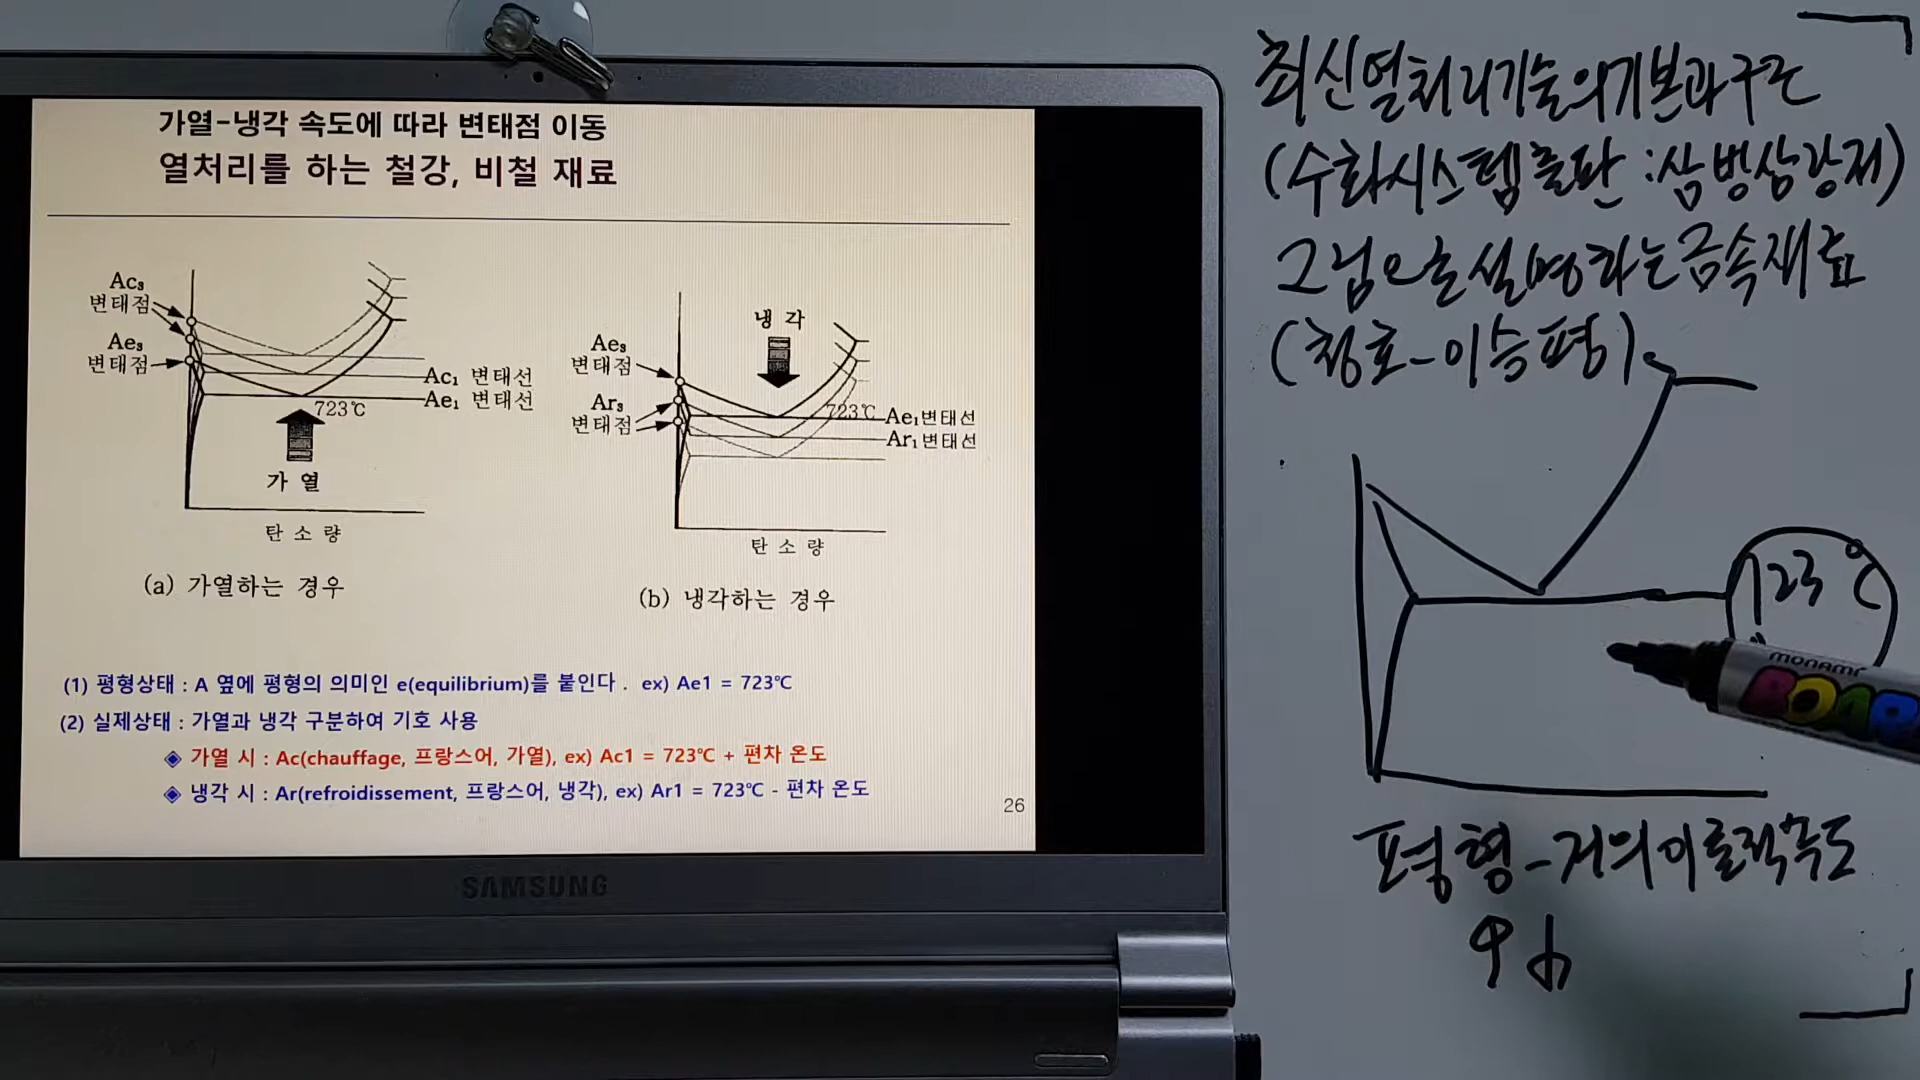 가열-냉각 속도에 따라 변태점 이동
열처리를 하는 철강, 비철 재료
Ac₃
변태점
Ae₃
변태점
Ac₁ 변태선
Ae₁ 변태선
723℃
가 열
탄 소 량
(a) 가열하는 경우
냉 각
Ae₃
변태점
Ar₃
변태점
723℃
Ae₁변태선
Ar₁변태선
탄 소 량
(b) 냉각하는 경우
(1) 평형상태 : A 옆에 평형의 의미인 e(equilibrium)를 붙인다 . ex) Ae1 = 723℃
(2) 실제상태 : 가열과 냉각 구분하여 기호 사용
◈ 가열 시 : Ac(chauffage, 프랑스어, 가열), ex) Ac1 = 723℃ + 편차 온도
◈ 냉각 시 : Ar(refroidissement, 프랑스어, 냉각), ex) Ar1 = 723℃ - 편차 온도
26
SAMSUNG
최신열처리기술의기본과구조
(수화시스템출판 :삼방상광제)
그림으로설명하는금속재료
(청호-이승평)
723℃
monami
평형-거의이론적속도